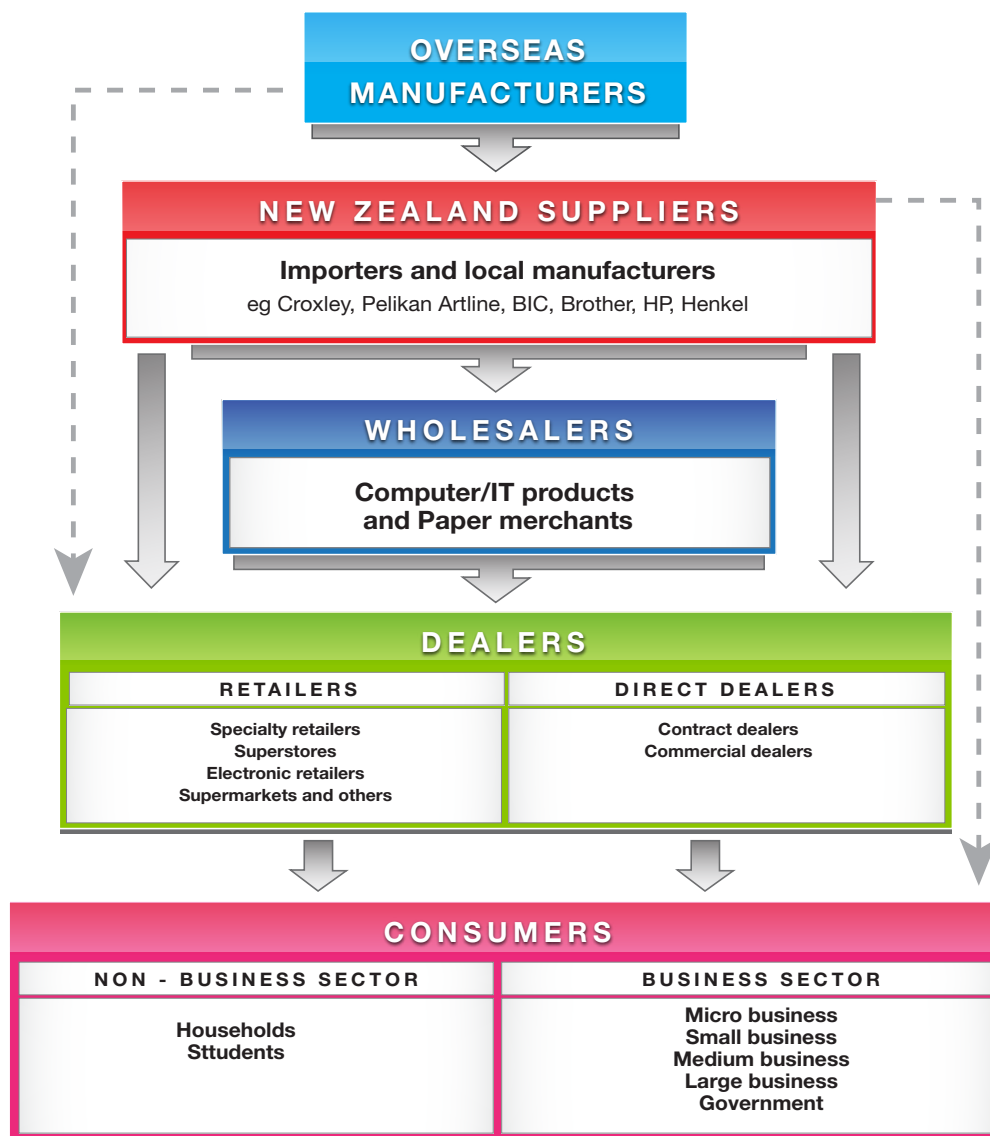 OVERSEAS
MANUFACTURERS
NEW ZEALAND SUPPLIERS
Importers and local manufacturers
eg Croxley, Pelikan Artline, BIC, Brother, HP, Henkel
WHOLESALERS
Computer/IT products
and Paper merchants
DEALERS
RETAILERS
Specialty retailers
Superstores
Electronic retailers
Supermarkets and others
DIRECT DEALERS
Contract dealers
Commercial dealers
CONSUMERS
NON - BUSINESS SECTOR
Households
Sttudents
BUSINESS SECTOR
Micro business
Small business
Medium business
Large business
Government